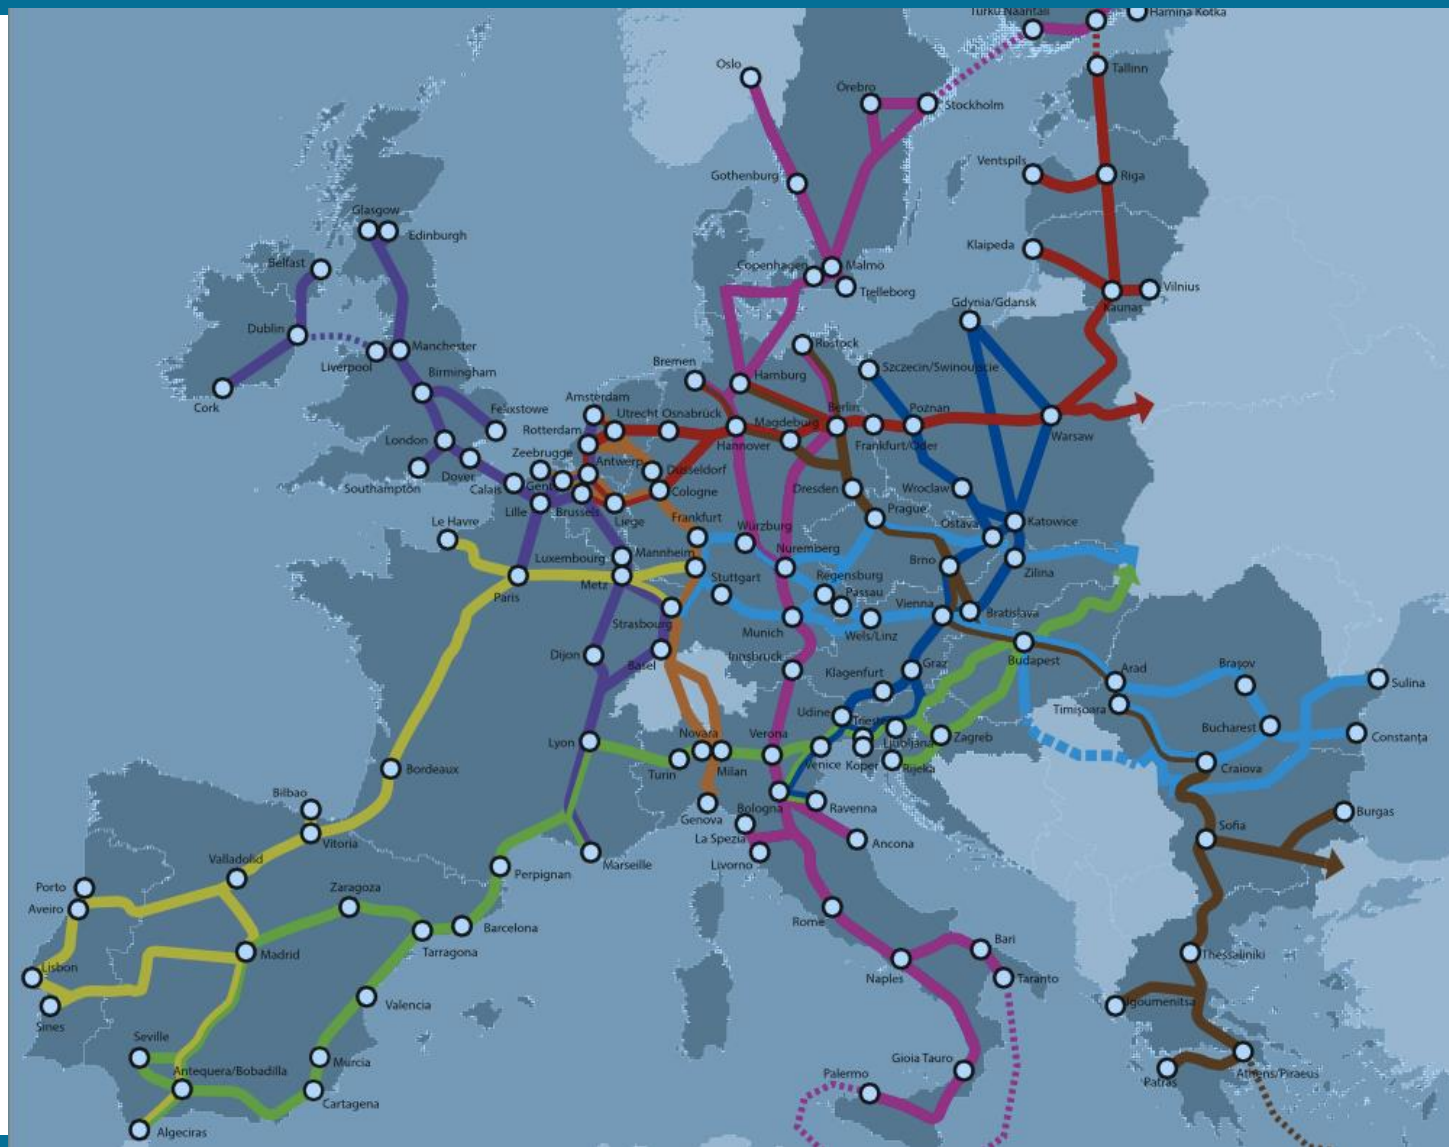 Turku Naantali
Hamina Kotka
Oslo
Tallinn
Örebro
Stockholm
Ventspils
Riga
Gothenburg
Glasgow
Edinburgh
Klaipeda
Belfast
Copenhagen
Malmö
Trelleborg
Vilnius
Gdynia/Gdansk
Kaunas
Dublin
Manchester
Rostock
Liverpool
Bremen
Hamburg
Szczecin/Swinoujscie
Birmingham
Cork
Felixstowe
Amsterdam
Utrecht
Osnabrück
Magdeburg
Berlin
Poznan
Rotterdam
London
Hannover
Frankfurt/Oder
Warsaw
Zeebrugge
Antwerp
Düsseldorf
Dover
Southampton
Calais
Gent
Cologne
Dresden
Wroclaw
Lille
Brussels
Liege
Prague
Le Havre
Frankfurt
Würzburg
Ostava
Katowice
Luxembourg
Mannheim
Nuremberg
Brno
Zilina
Metz
Stuttgart
Regensburg
Paris
Passau
Vienna
Bratislava
Strasbourg
Munich
Wels/Linz
Dijon
Basel
Innsbruck
Klagenfurt
Graz
Budapest
Arad
Braşov
Sulina
Timişoara
Udine
Trieste
Bucharest
Constanţa
Lyon
Novara
Verona
Ljubljana
Zagreb
Turin
Milan
Venice
Koper
Rijeka
Craiova
Bordeaux
Bilbao
Genova
Bologna
Ravenna
Burgas
Vitoria
La Spezia
Ancona
Sofia
Valladolid
Livorno
Marseille
Perpignan
Porto
Zaragoza
Aveiro
Rome
Barcelona
Tarragona
Bari
Madrid
Thessaliniki
Lisbon
Naples
Taranto
Valencia
Igoumenitsa
Sines
Seville
Murcia
Gioia Tauro
Antequera/Bobadilla
Palermo
Patras
Athens/Piraeus
Cartagena
Algeciras